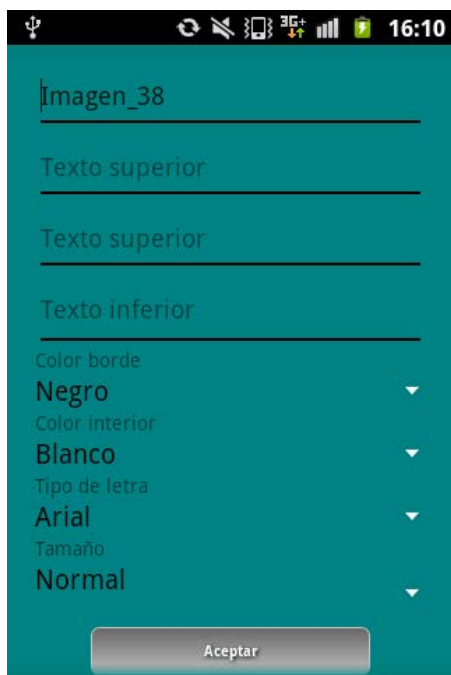 3G+ 16:10
Imagen_38
Texto superior
Texto superior
Texto inferior
Color borde
Negro
Color interior
Blanco
Tipo de letra
Arial
Tamaño
Normal
Aceptar